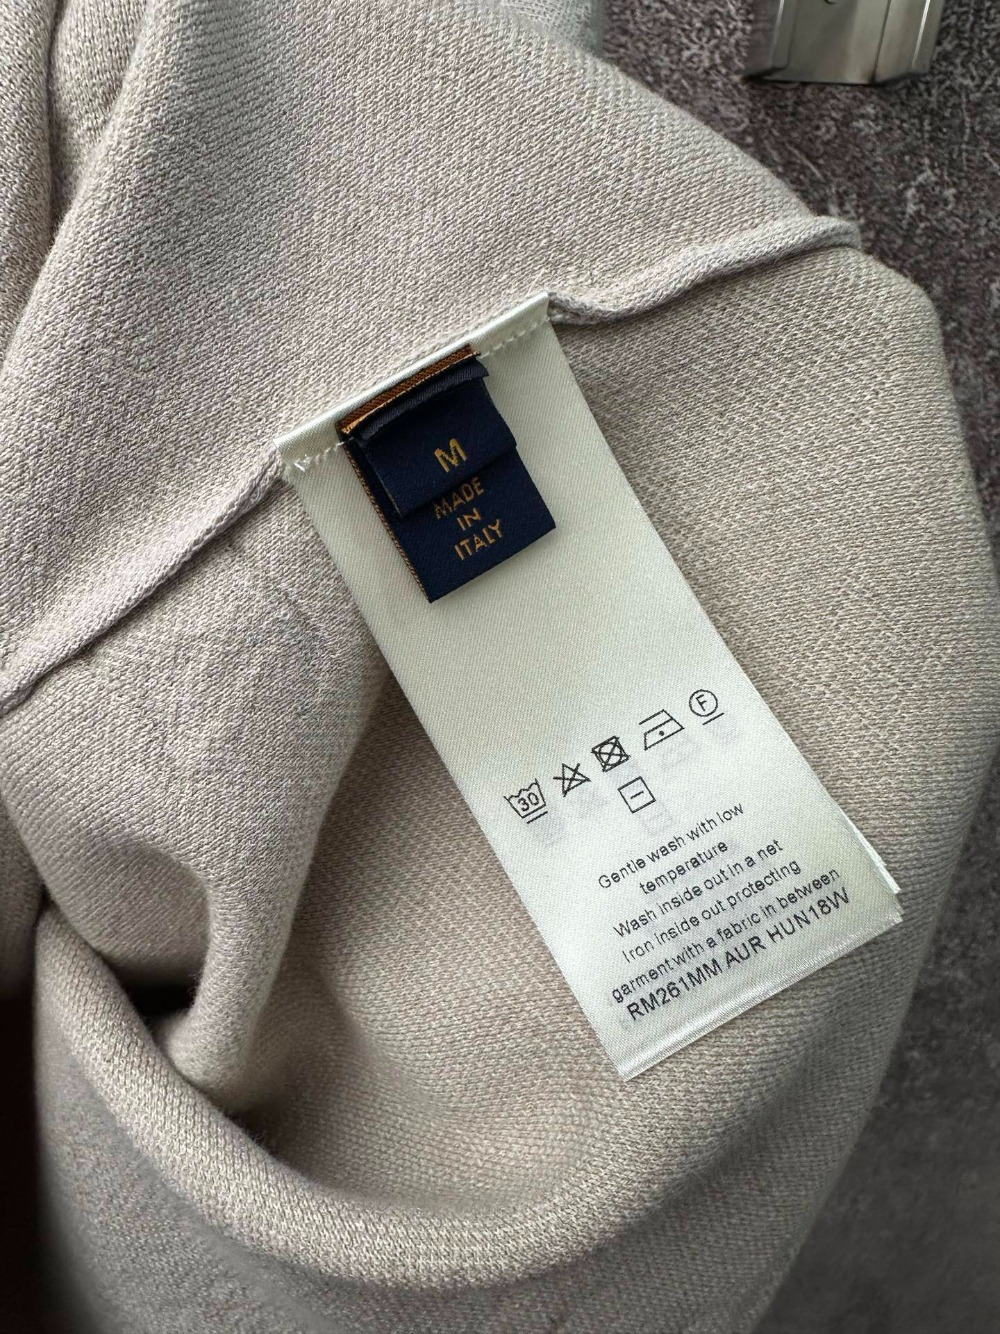 M
MADE
IN
ITALY
30
F
Gentle wash with low
temperature
Wash inside out in a net
Iron inside out protecting
garment with a fabric in between
RM261MM AUR HUN18W